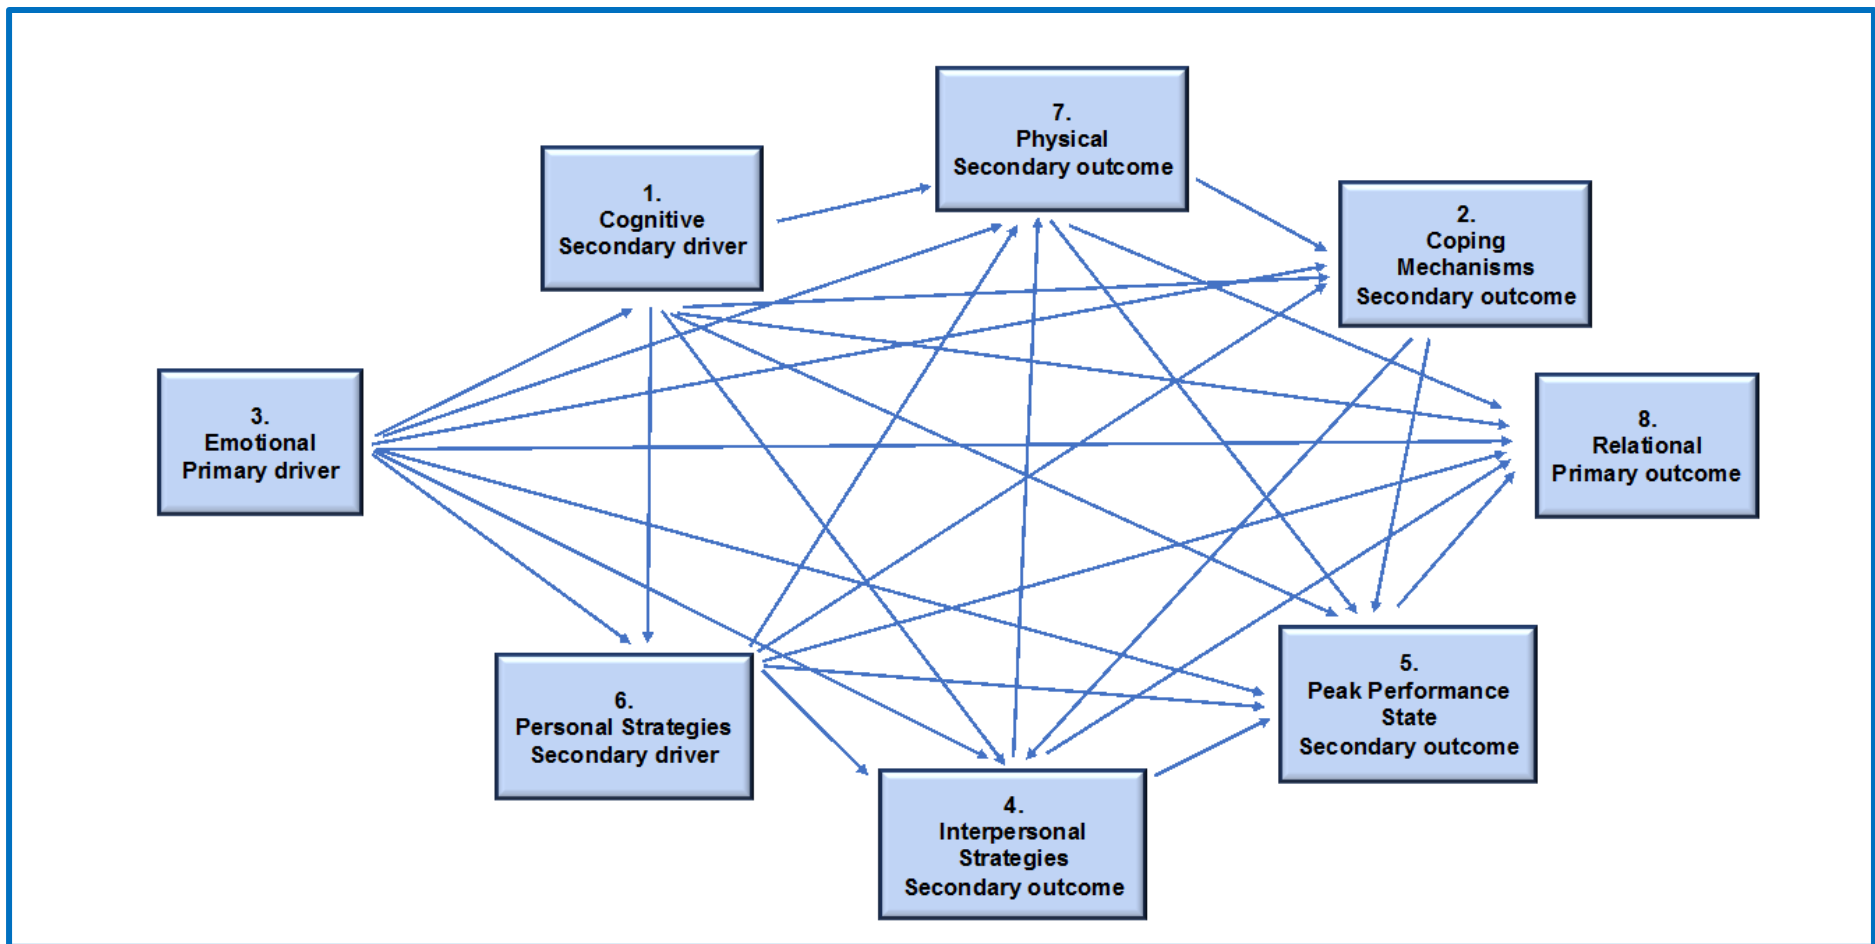 7.
Physical
Secondary outcome
1.
Cognitive
Secondary driver
2.
Coping
Mechanisms
Secondary outcome
3.
Emotional
Primary driver
8.
Relational
Primary outcome
6.
Personal Strategies
Secondary driver
5.
Peak Performance
State
Secondary outcome
4.
Interpersonal
Strategies
Secondary outcome